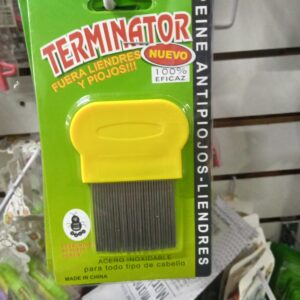 TERMINATOR
NUEVO
FUERA LIENDRES
Y PIOJOS!!!
100%
EFICAZ
PEINE ANTIPIOJOS-LIENDRES
ACERO INOXIDABLE
para todo tipo de cabello
MADE IN CHINA